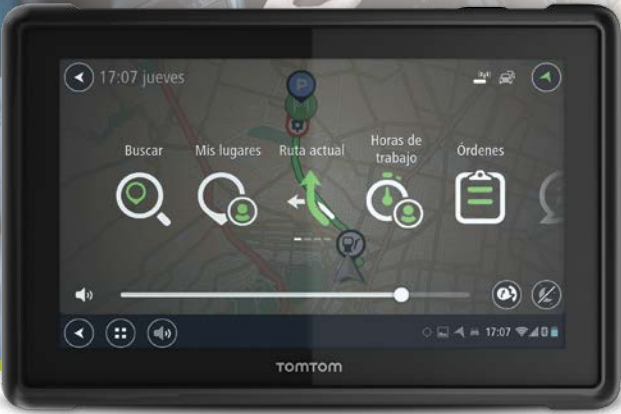 17:07 jueves
P
Buscar
Mis lugares
Ruta actual
Horas de
trabajo
Órdenes
17:07
TOMTOM